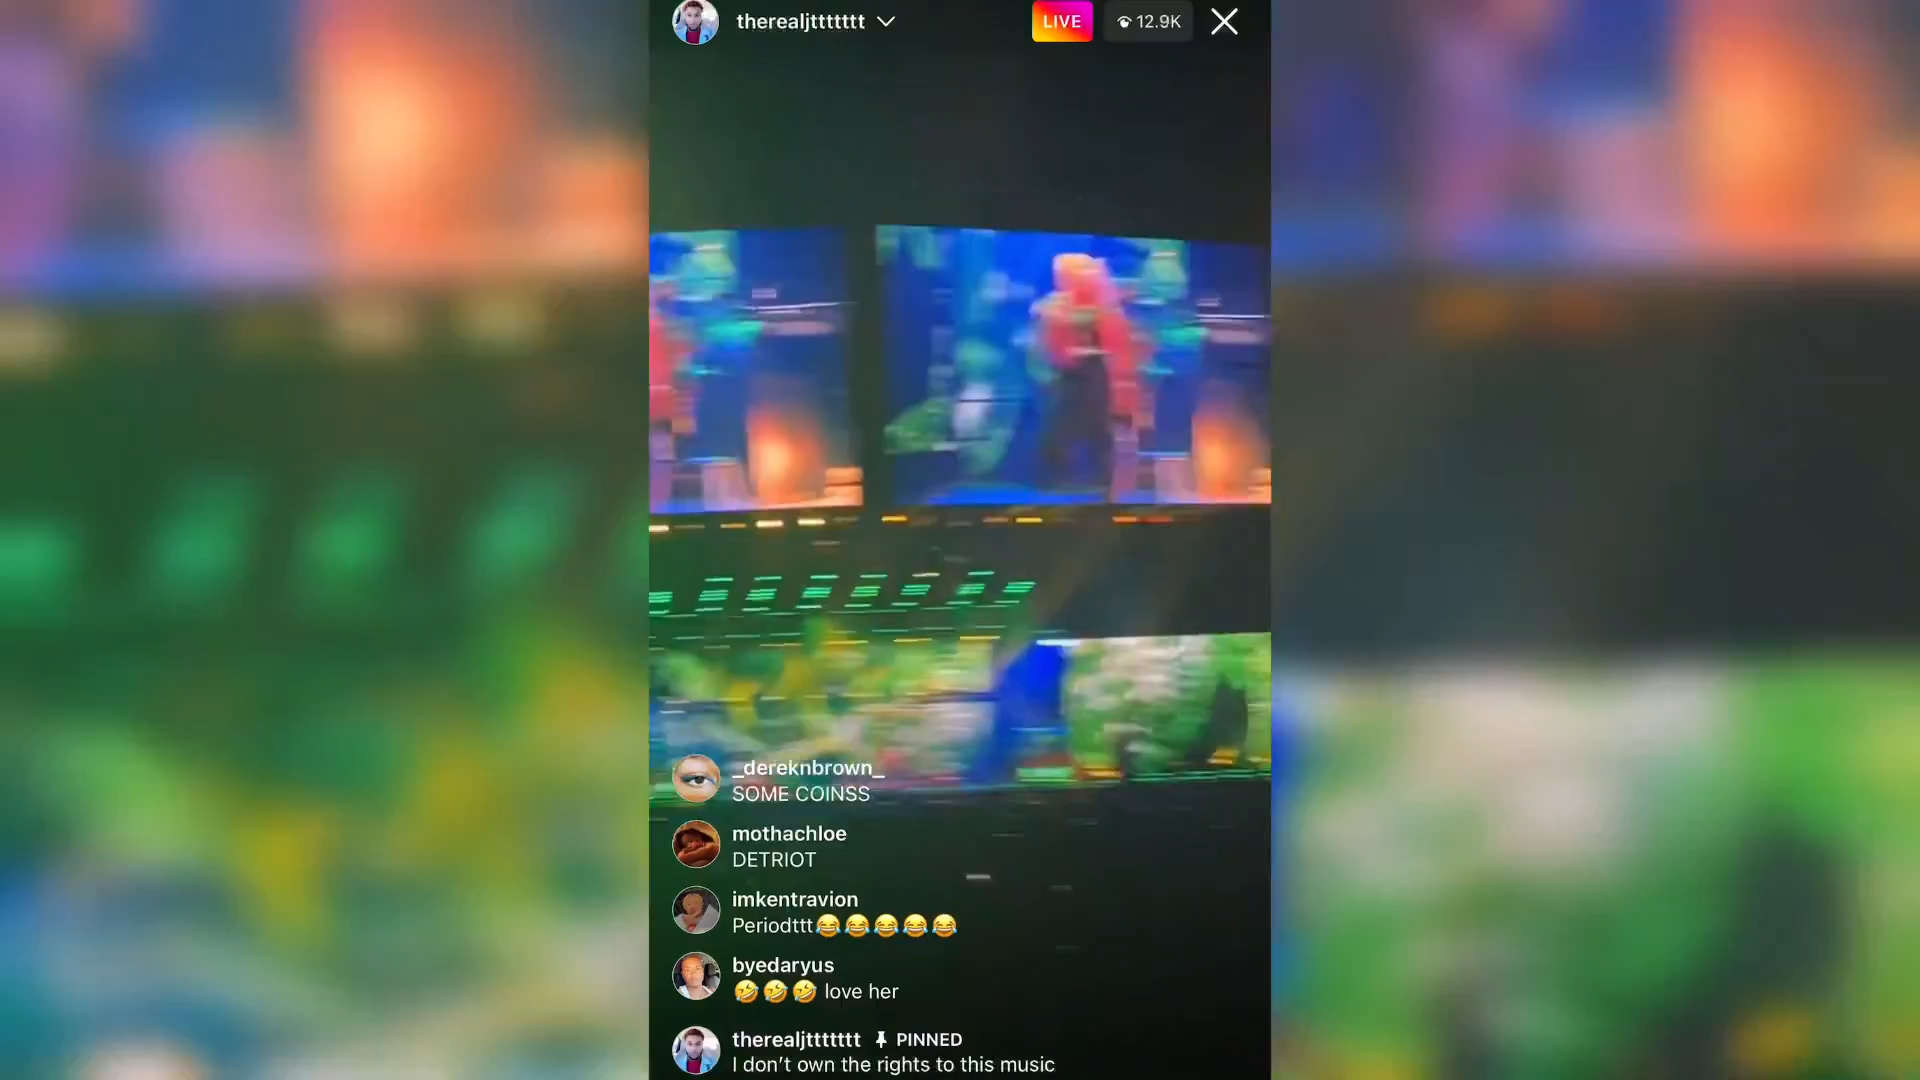 therealjttttttt
LIVE
12.9K
_dereknbrown_
SOME COINSS
mothachloe
DETRIOT
imkentravion
Periodttt😂😂😂😂😂
byedaryus
🤣🤣🤣 love her
therealjttttttt PINNED
I don’t own the rights to this music